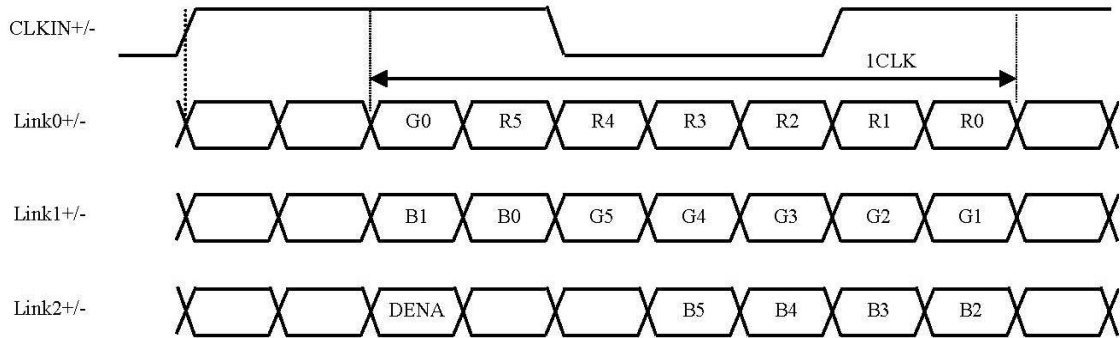 CLKIN+/-
1CLK
Link0+/- G0 R5 R4 R3 R2 R1 R0
Link1+/- B1 B0 G5 G4 G3 G2 G1
Link2+/- DENA B5 B4 B3 B2